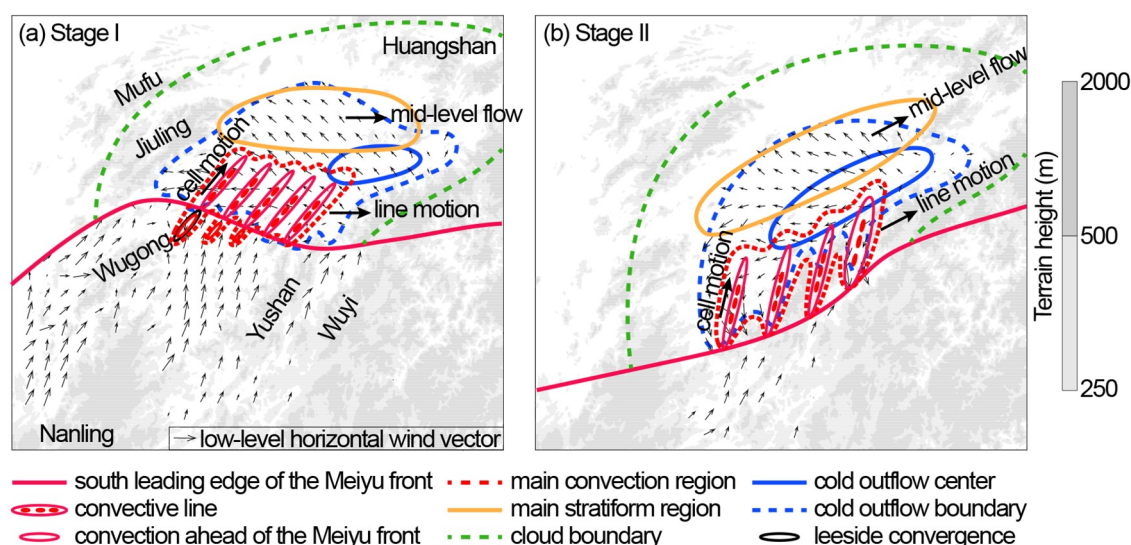 (a) Stage I
Huangshan
Mufu
Jiuling
mid-level flow
cell motion
line motion
Wugong
Yushan
Wuyi
Nanling
low-level horizontal wind vector
(b) Stage II
mid-level flow
line motion
cell motion
2000
500
250
Terrain height (m)
south leading edge of the Meiyu front
main convection region
cold outflow center
convective line
main stratiform region
cold outflow boundary
convection ahead of the Meiyu front
cloud boundary
leeside convergence